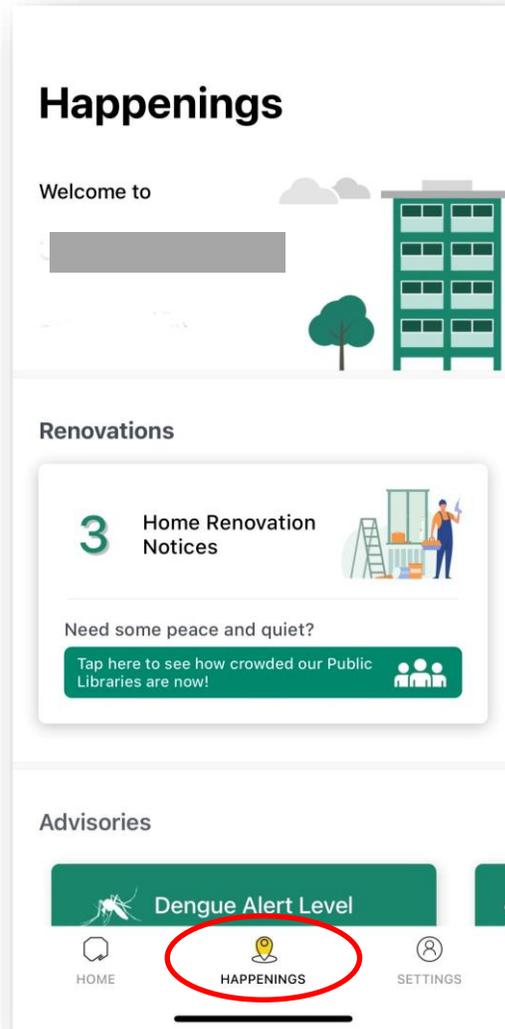 Happenings
Welcome to
Renovations
3
Home Renovation
Notices
Need some peace and quiet?
Tap here to see how crowded our Public
Libraries are now!
Advisories
Dengue Alert Level
HOME
HAPPENINGS
SETTINGS